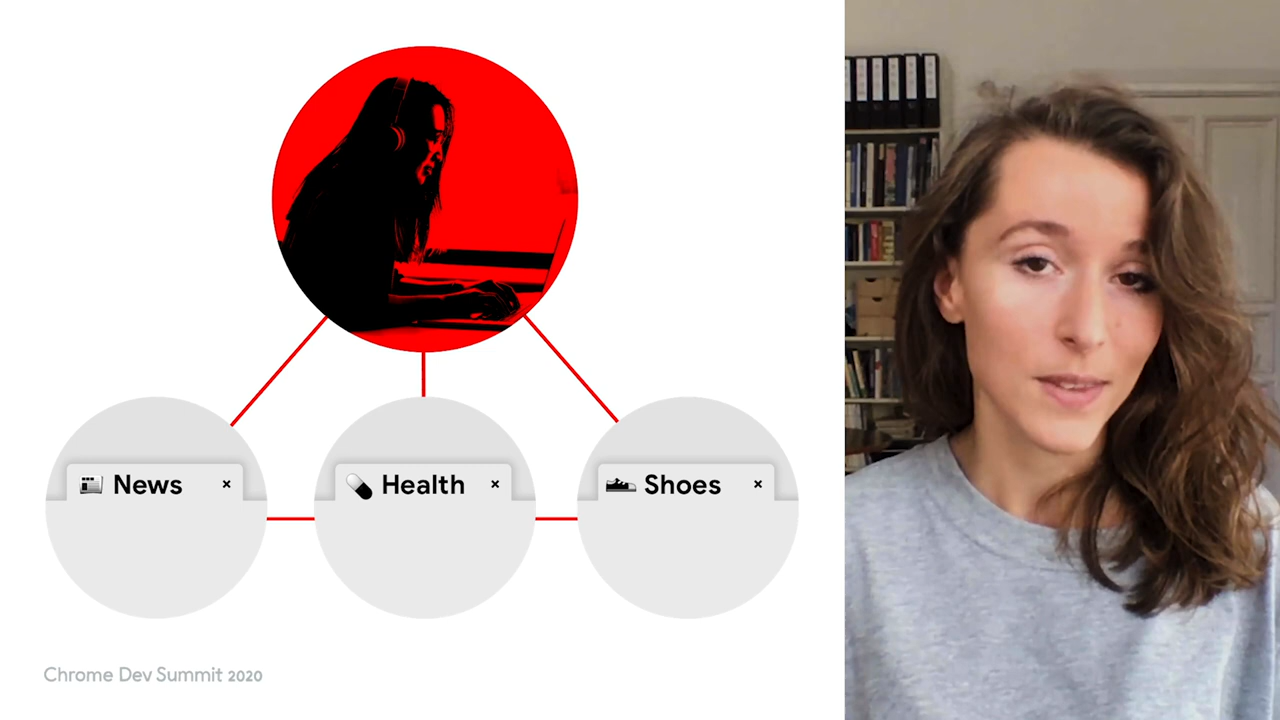 News ×
Health ×
Shoes ×
Chrome Dev Summit 2020